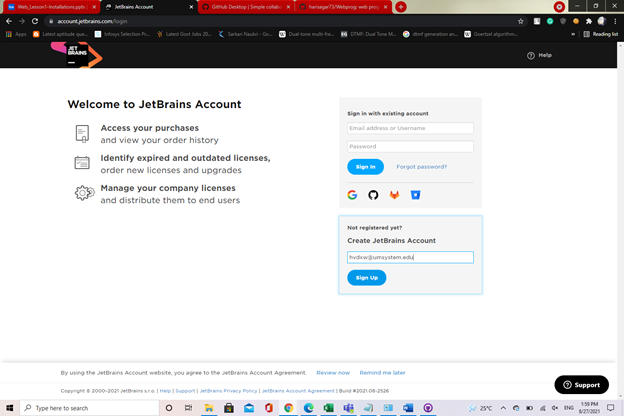 Web_Lesson1-Installations.pptx
JetBrains Account
GitHub Desktop | Simple collabo
harisagar73/Webprog: web prog
account.jetbrains.com/login
Apps
Latest aptitude que...
Infosys Selection Pr...
Latest Govt Jobs 20...
Sarkari Naukri - Go...
Dual-tone multi-fre...
DTMF: Dual Tone M...
dtmf generation an...
Goertzel algorithm...
»
Reading list
JET
BRAINS
Help
Welcome to JetBrains Account
Access your purchases
and view your order history
Identify expired and outdated licenses,
order new licenses and upgrades
Manage your company licenses
and distribute them to end users
Sign in with existing account
Email address or Username
Password
Sign In
Forgot password?
Not registered yet?
Create JetBrains Account
hvdkw@umsystem.edu
Sign Up
By using the JetBrains Account website, you agree to the JetBrains Account Agreement.
Review now
Remind me later
Copyright © 2000–2021 JetBrains s.r.o. | Help | Support | JetBrains Privacy Policy | JetBrains Account Agreement | Build #2021.08-2526
Support
Type here to search
25°C
ENG
1:59 PM
8/27/2021